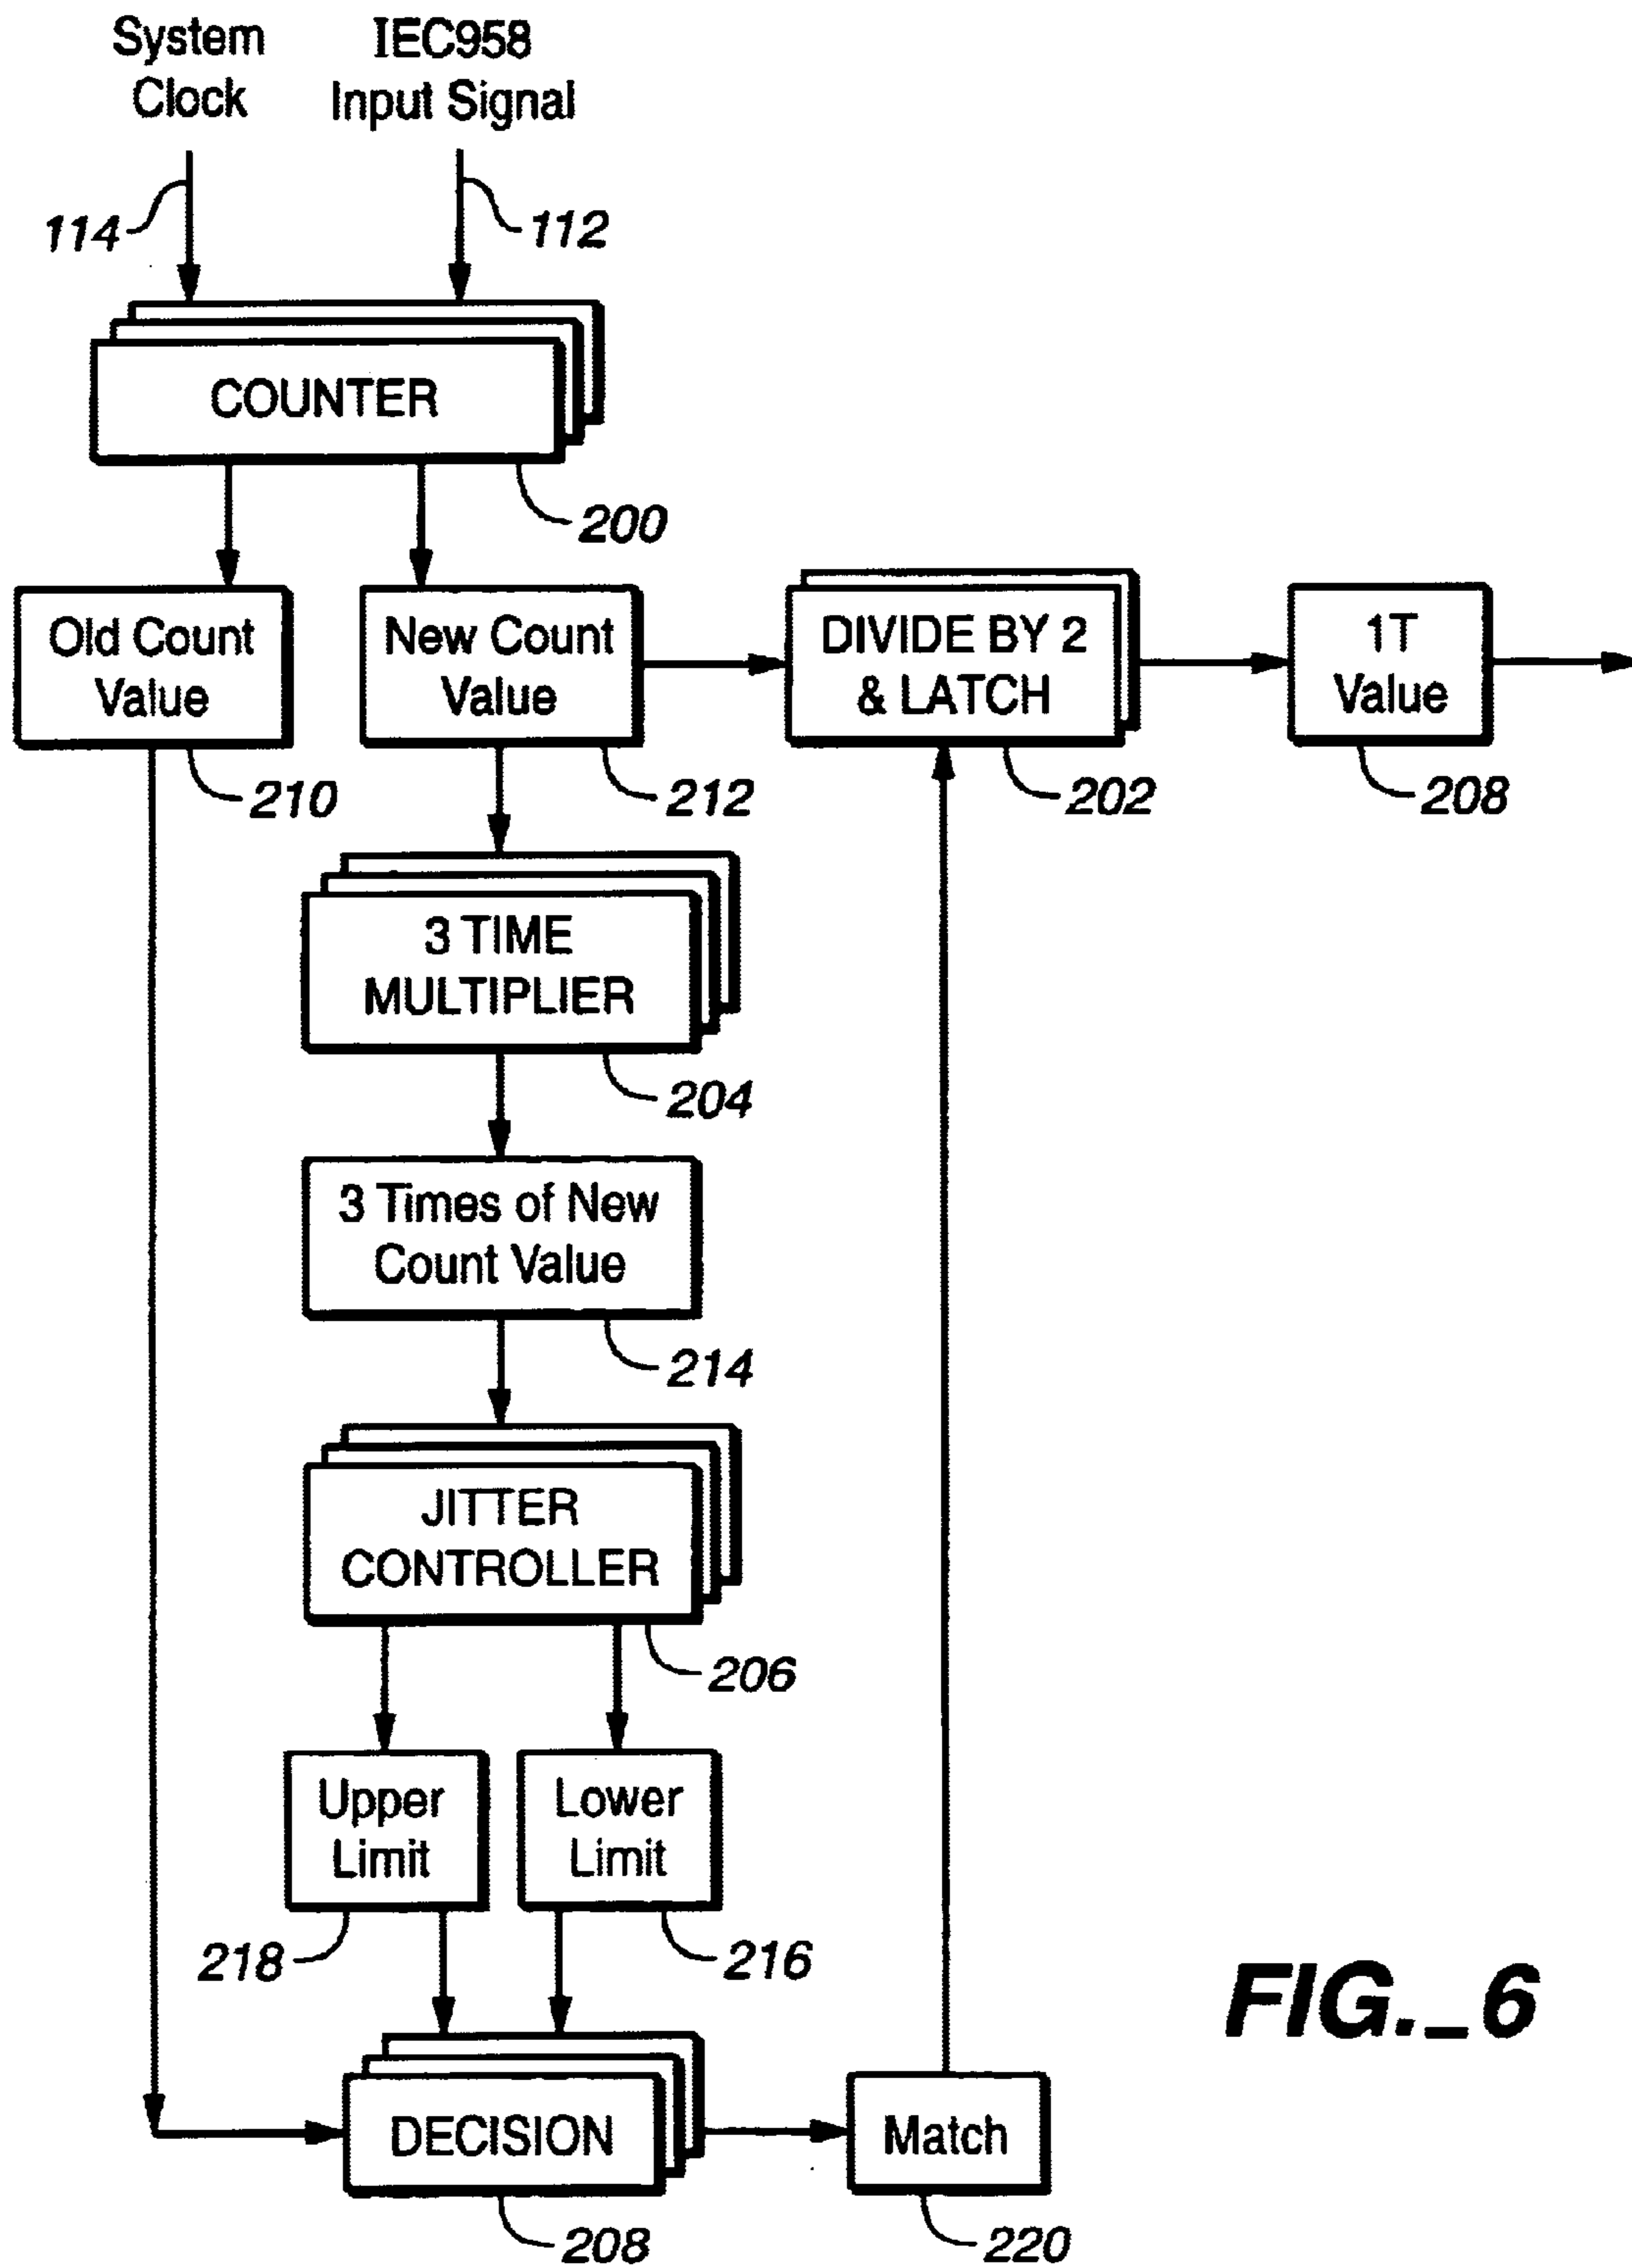 System
Clock
IEC958
Input Signal
114
112
COUNTER
200
Old Count
Value
New Count
Value
DIVIDE BY 2
& LATCH
1T
Value
210
212
202
208
3 TIME
MULTIPLIER
204
3 Times of New
Count Value
214
JITTER
CONTROLLER
206
Upper
Limit
Lower
Limit
218
216
DECISION
Match
208
220
FIG._6